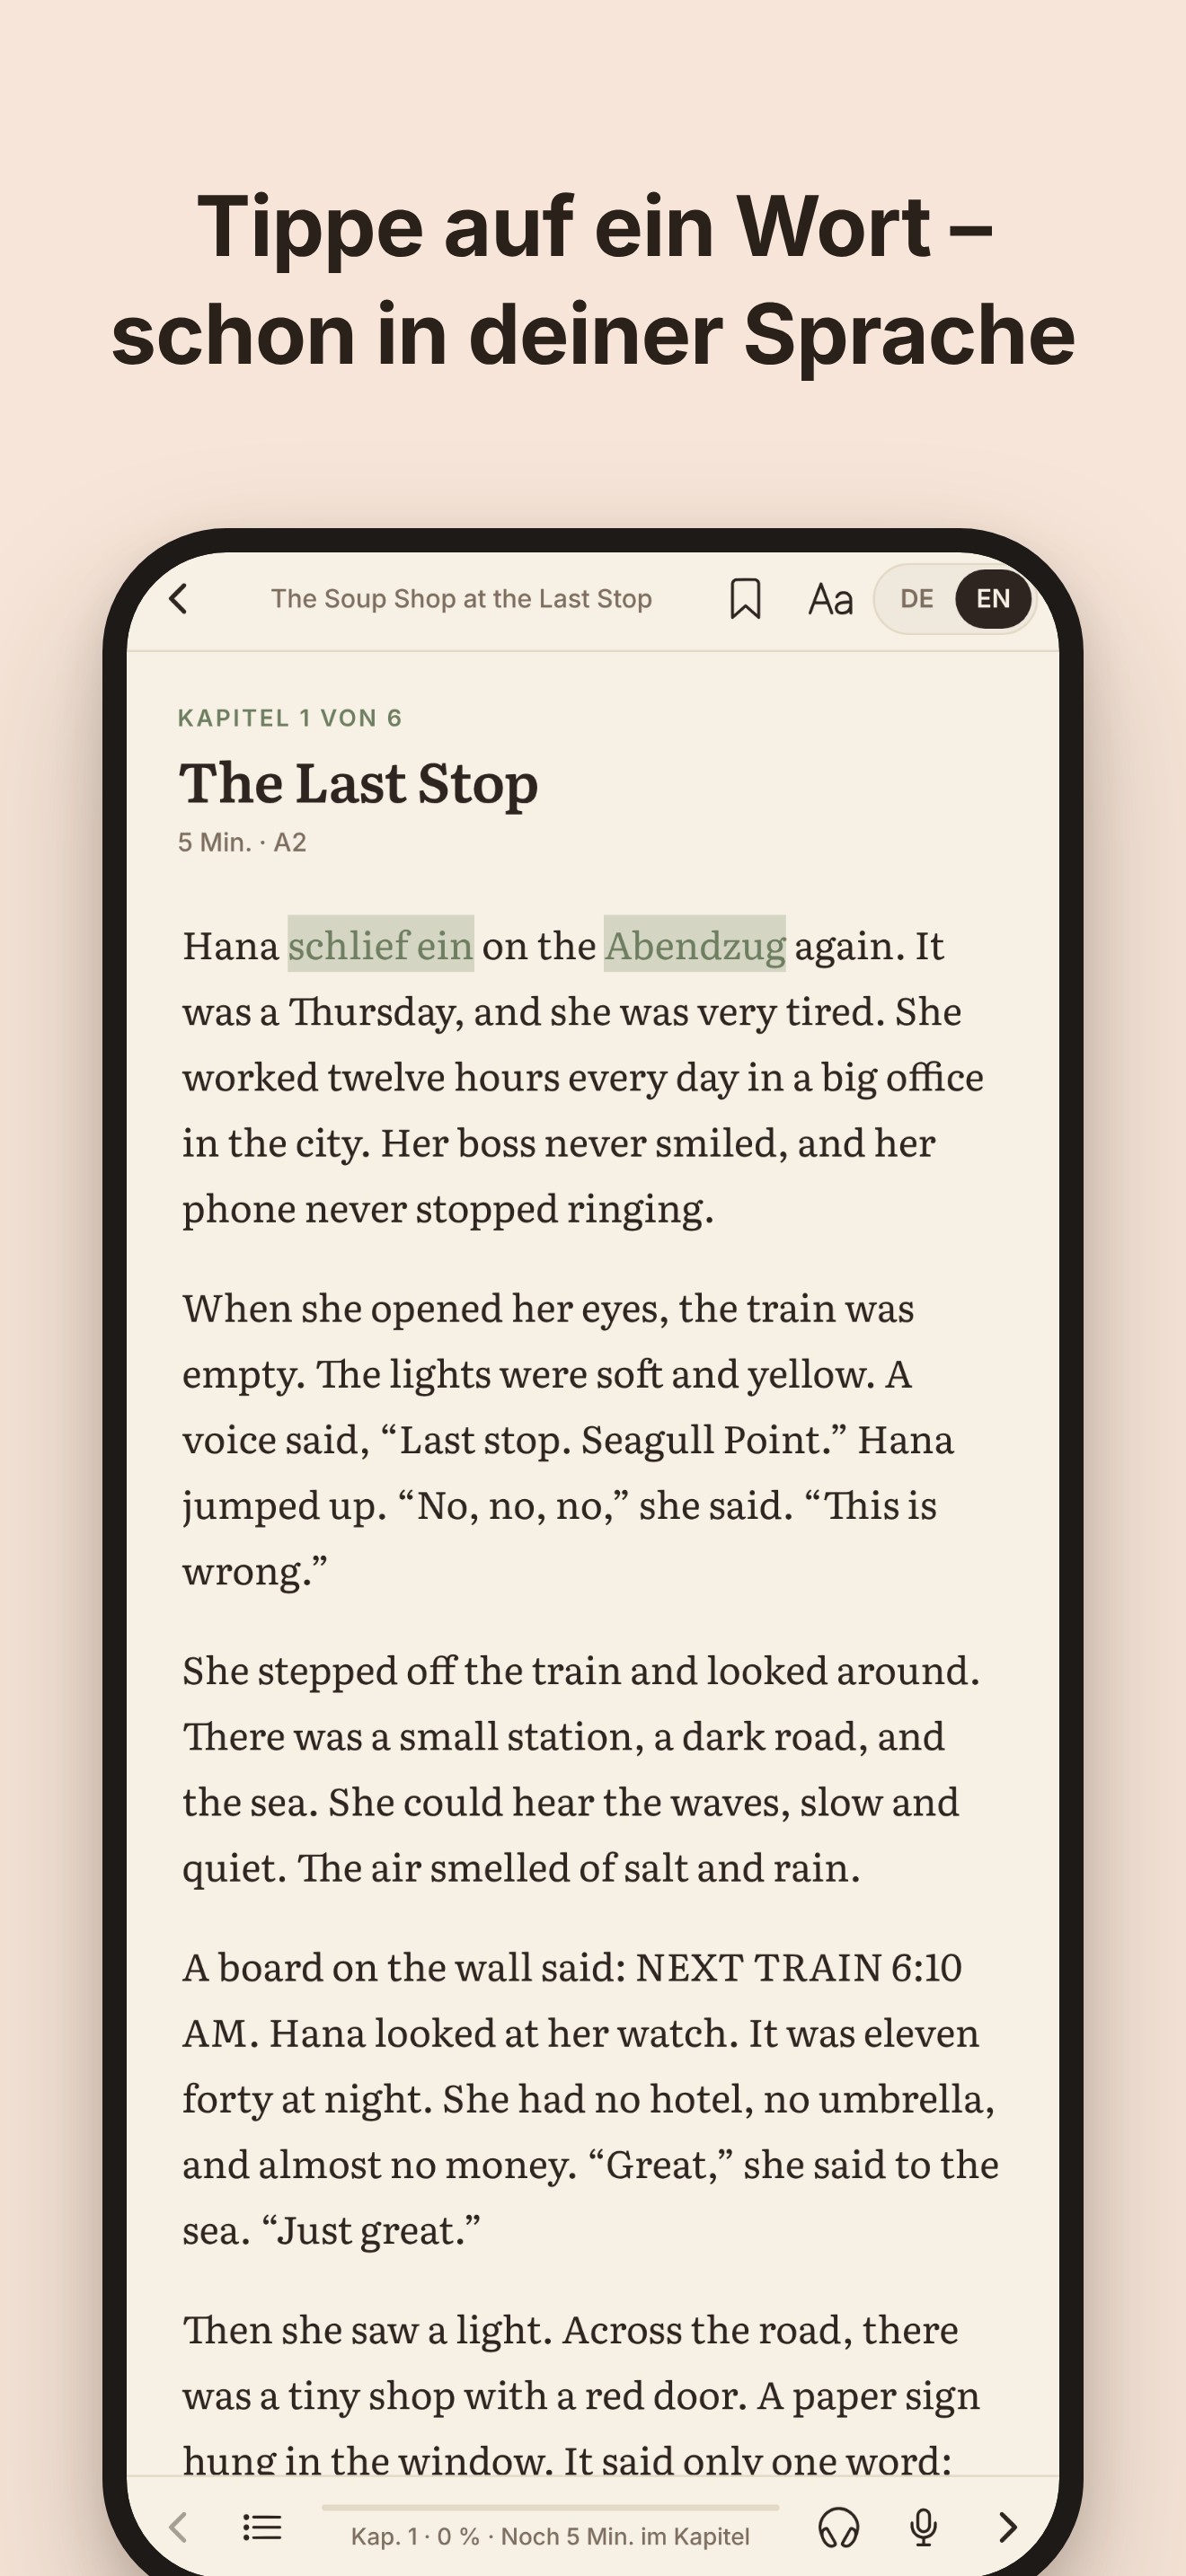 Tippe auf ein Wort –
schon in deiner Sprache
The Soup Shop at the Last Stop
Aa
DE
EN
KAPITEL 1 VON 6
The Last Stop
5 Min. · A2
Hana schlief ein on the Abendzug again. It
was a Thursday, and she was very tired. She
worked twelve hours every day in a big office
in the city. Her boss never smiled, and her
phone never stopped ringing.
When she opened her eyes, the train was
empty. The lights were soft and yellow. A
voice said, “Last stop. Seagull Point.” Hana
jumped up. “No, no, no,” she said. “This is
wrong.”
She stepped off the train and looked around.
There was a small station, a dark road, and
the sea. She could hear the waves, slow and
quiet. The air smelled of salt and rain.
A board on the wall said: NEXT TRAIN 6:10
AM. Hana looked at her watch. It was eleven
forty at night. She had no hotel, no umbrella,
and almost no money. “Great,” she said to the
sea. “Just great.”
Then she saw a light. Across the road, there
was a tiny shop with a red door. A paper sign
hung in the window. It said only one word:
Kap. 1 · 0 % · Noch 5 Min. im Kapitel